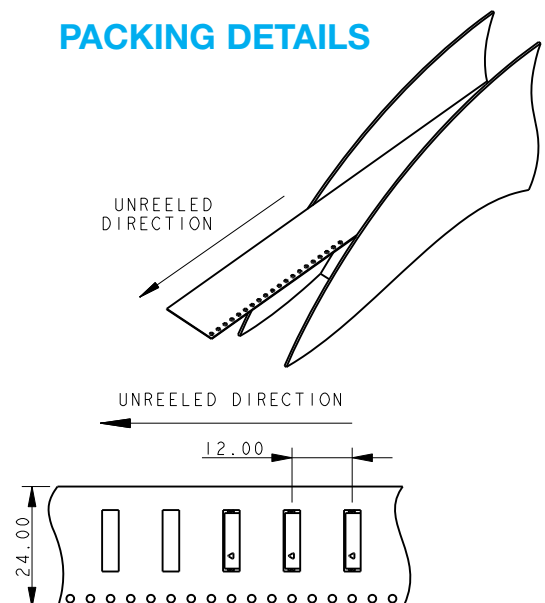 PACKING DETAILS
UNREELED
DIRECTION
UNREELED DIRECTION
12.00
24.00